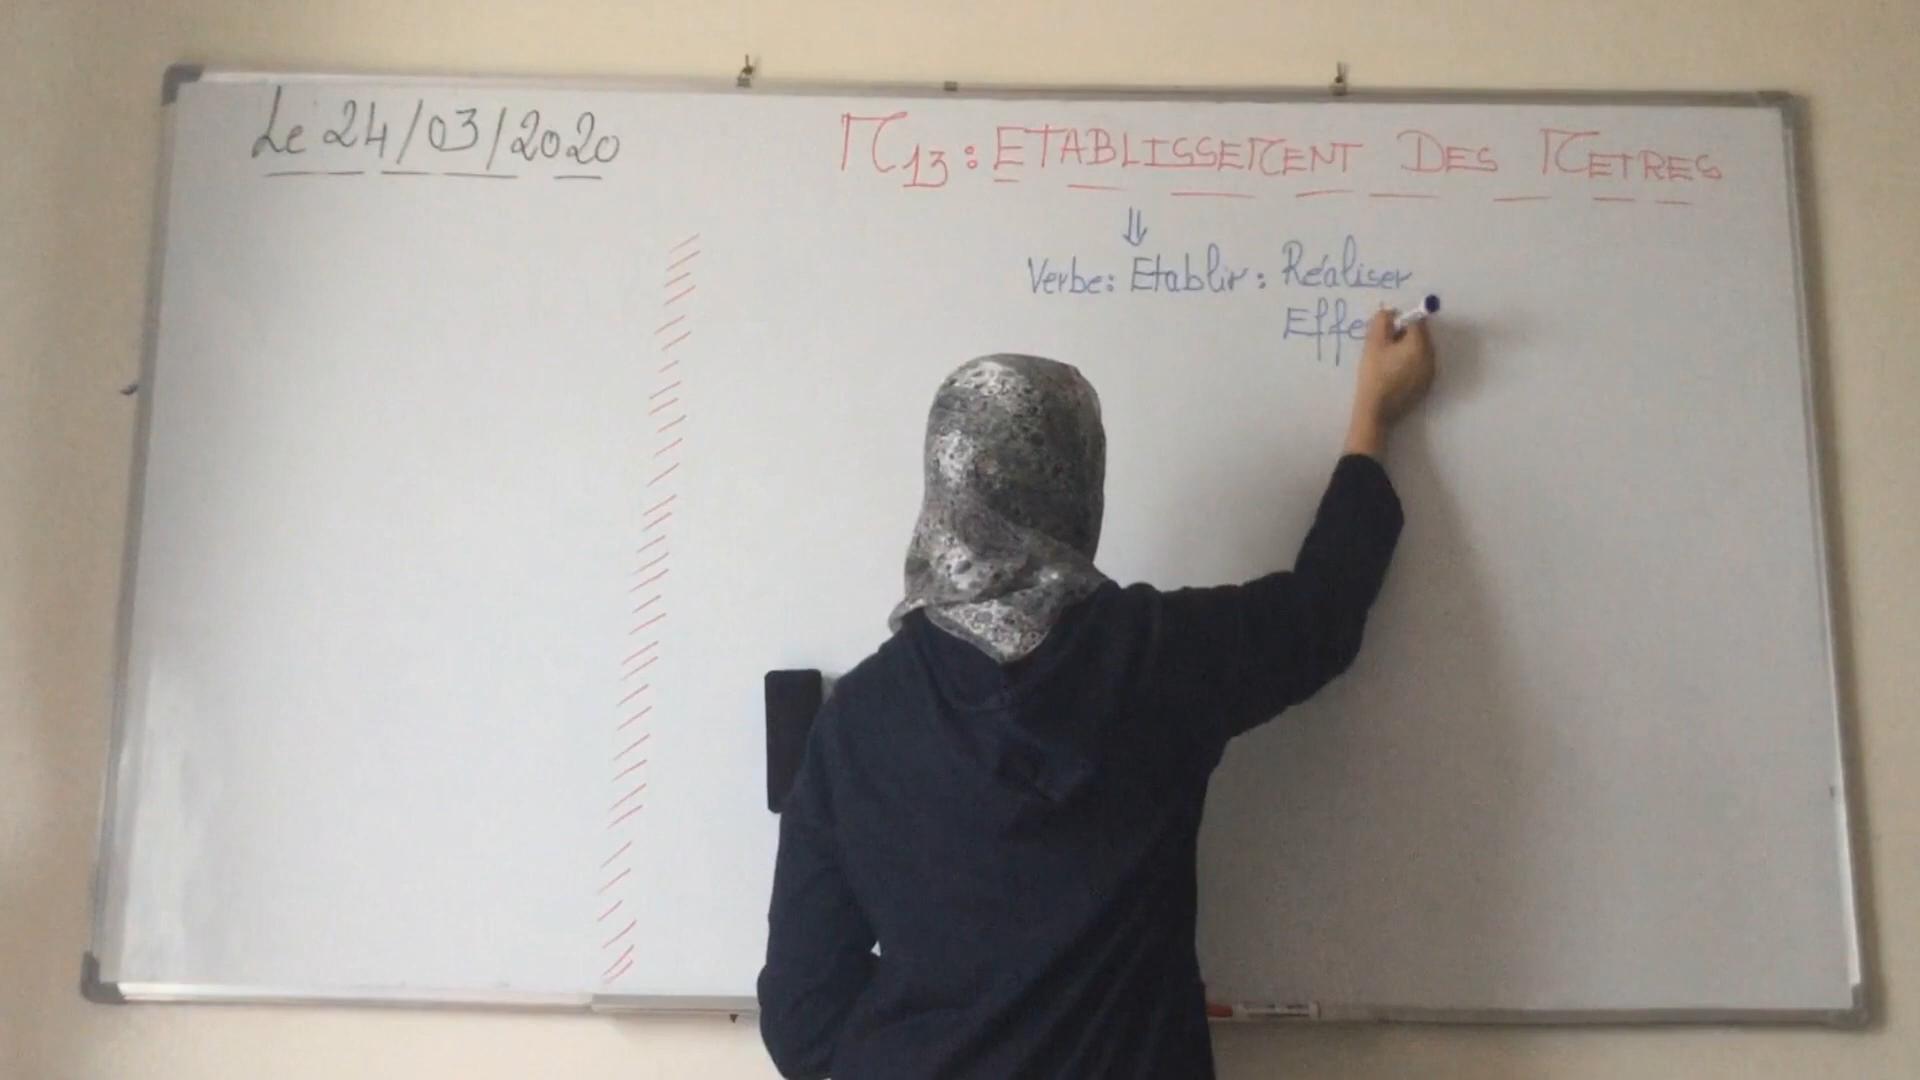 Le 24/03/2020
M13: ETABLISSEMENT DES METRES
⇓
Verbe: Etablir: Réaliser